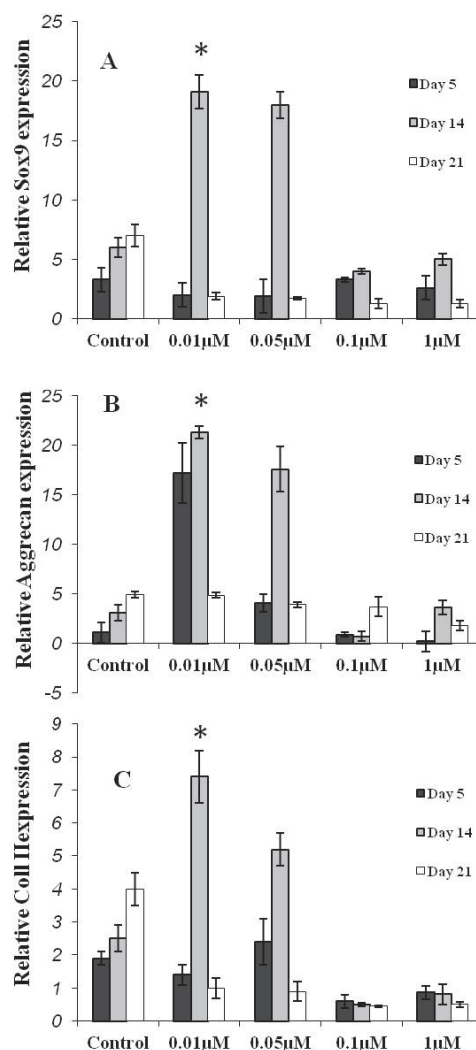 A
*
Relative Sox9 expression
25
20
15
10
5
0
Day 5
Day 14
Day 21
Control 0.01µM 0.05µM 0.1µM 1µM
B
*
Relative Aggrecan expression
25
20
15
10
5
0
-5
Day 5
Day 14
Day 21
Control 0.01µM 0.05µM 0.1µM 1µM
C
*
Relative Coll IIexpression
9
8
7
6
5
4
3
2
1
0
Day 5
Day 14
Day 21
Control 0.01µM 0.05µM 0.1µM 1µM